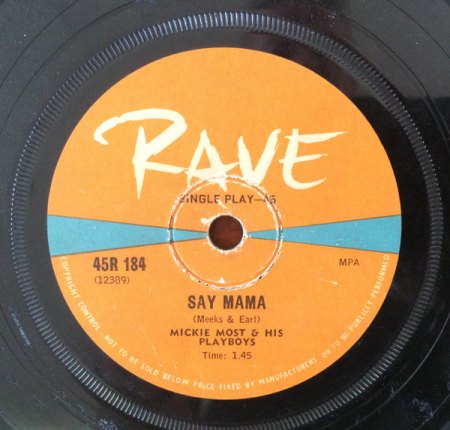 RAVE
SINGLE PLAY—45
45R 184
(12389)
MPA
SAY MAMA
(Meeks & Earl)
MICKIE MOST & HIS
PLAYBOYS
Time: 1.45
COPYRIGHT CONTROL NOT TO BE SOLD BELOW PRICE FIXED BY MANUFACTURERS OR TO BE PUBLICLY PERFORMED